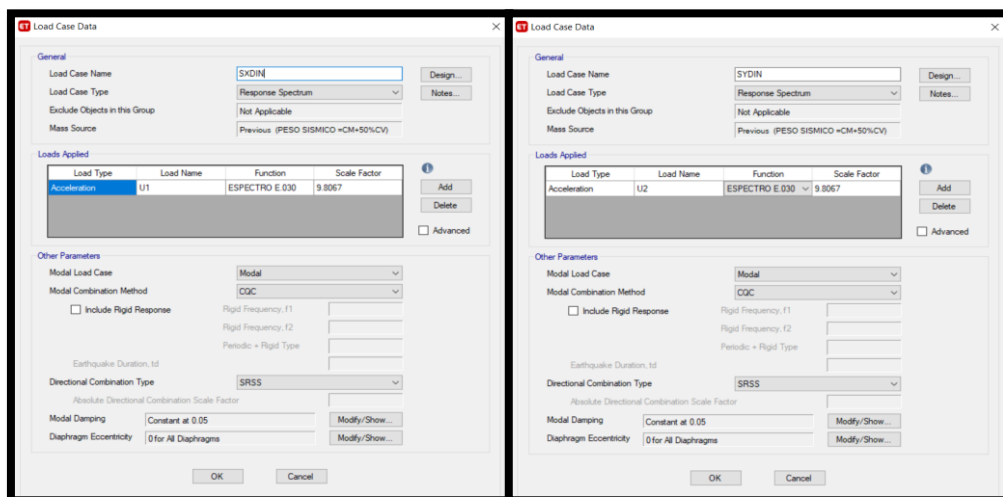 ET Load Case Data
General
Load Case Name SXDIN Design...
Load Case Type Response Spectrum Notes...
Exclude Objects in this Group Not Applicable
Mass Source Previous (PESO SISMICO =CM+50%CV)
Loads Applied
Load Type Load Name Function Scale Factor
Acceleration U1 ESPECTRO E.030 9.8067
Add
Delete
Advanced
Other Parameters
Modal Load Case Modal
Modal Combination Method CQC
Include Rigid Response Rigid Frequency, f1
Rigid Frequency, f2
Periodic + Rigid Type
Earthquake Duration, td
Directional Combination Type SRSS
Absolute Directional Combination Scale Factor
Modal Damping Constant at 0.05 Modify/Show...
Diaphragm Eccentricity 0 for All Diaphragms Modify/Show...
OK Cancel
ET Load Case Data
General
Load Case Name SYDIN Design...
Load Case Type Response Spectrum Notes...
Exclude Objects in this Group Not Applicable
Mass Source Previous (PESO SISMICO =CM+50%CV)
Loads Applied
Load Type Load Name Function Scale Factor
Acceleration U2 ESPECTRO E.030 9.8067
Add
Delete
Advanced
Other Parameters
Modal Load Case Modal
Modal Combination Method CQC
Include Rigid Response Rigid Frequency, f1
Rigid Frequency, f2
Periodic + Rigid Type
Earthquake Duration, td
Directional Combination Type SRSS
Absolute Directional Combination Scale Factor
Modal Damping Constant at 0.05 Modify/Show...
Diaphragm Eccentricity 0 for All Diaphragms Modify/Show...
OK Cancel